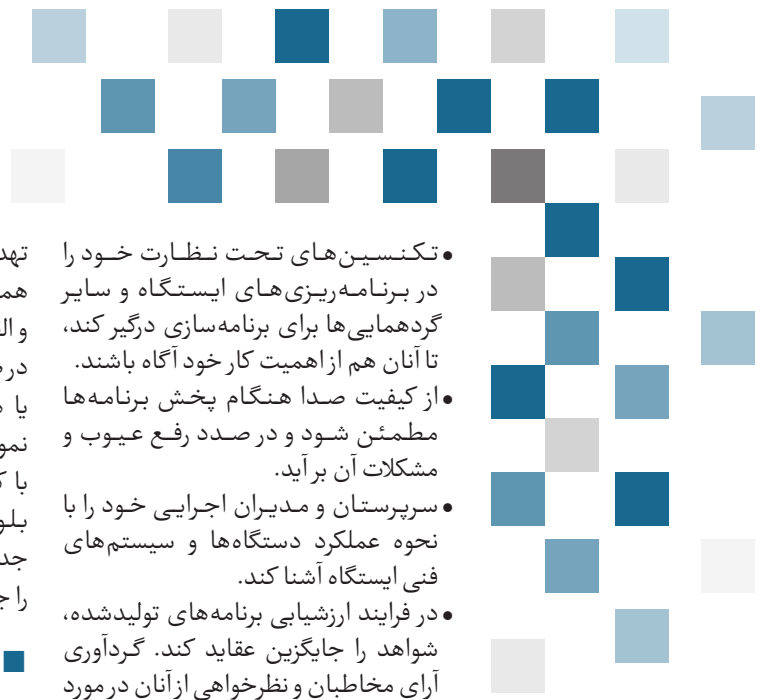 • تکنسین‌های تحت نظارت خود را
در برنامه‌ریزی‌های ایستگاه و سایر
گردهمایی‌ها برای برنامه‌سازی درگیر کند،
تا آنان هم از اهمیت کار خود آگاه باشند.
• از کیفیت صدا هنگام پخش برنامه‌ها
مطمئن شود و در صدد رفع عیوب و
مشکلات آن بر آید.
• سرپرستان و مدیران اجرایی خود را با
نحوه عملکرد دستگاه‌ها و سیستم‌های
فنی ایستگاه آشنا کند.
• در فرایند ارزشیابی برنامه‌های تولیدشده،
شواهد را جایگزین عقاید کند. گردآوری
آرای مخاطبان و نظرخواهی از آنان در مورد